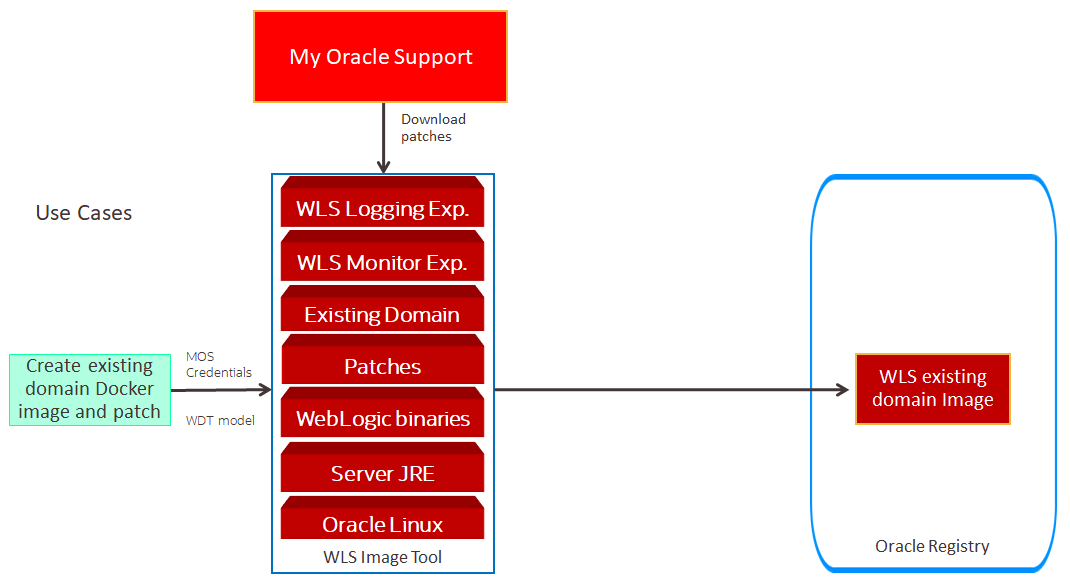 My Oracle Support
Download
patches
Use Cases
WLS Logging Exp.
WLS Monitor Exp.
Existing Domain
Patches
WebLogic binaries
Server JRE
Oracle Linux
WLS Image Tool
Create existing
domain Docker
image and patch
MOS
Credentials
WDT model
WLS existing
domain Image
Oracle Registry